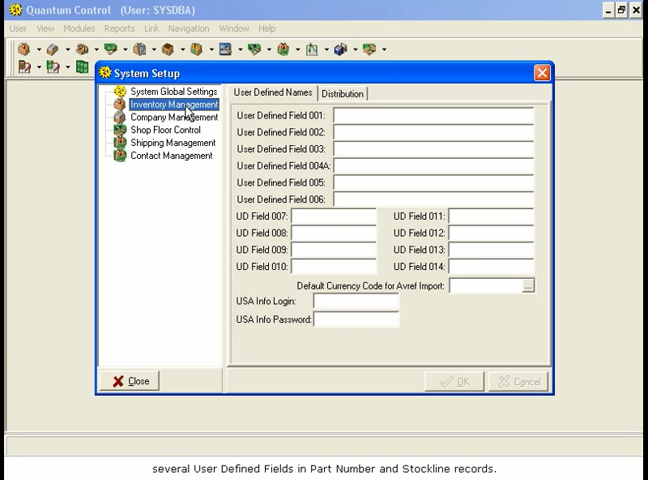 Quantum Control (User: SYSDBA)
User View Modules Reports Link Navigation Window Help
System Setup
System Global Settings
Inventory Management
Company Management
Shop Floor Control
Shipping Management
Contact Management
User Defined Names Distribution
User Defined Field 001:
User Defined Field 002:
User Defined Field 003:
User Defined Field 004A:
User Defined Field 005:
User Defined Field 006:
UD Field 007: UD Field 011:
UD Field 008: UD Field 012:
UD Field 009: UD Field 013:
UD Field 010: UD Field 014:
Default Currency Code for Avref Import: ...
USA Info Login:
USA Info Password:
Close OK Cancel
several User Defined Fields in Part Number and Stockline records.